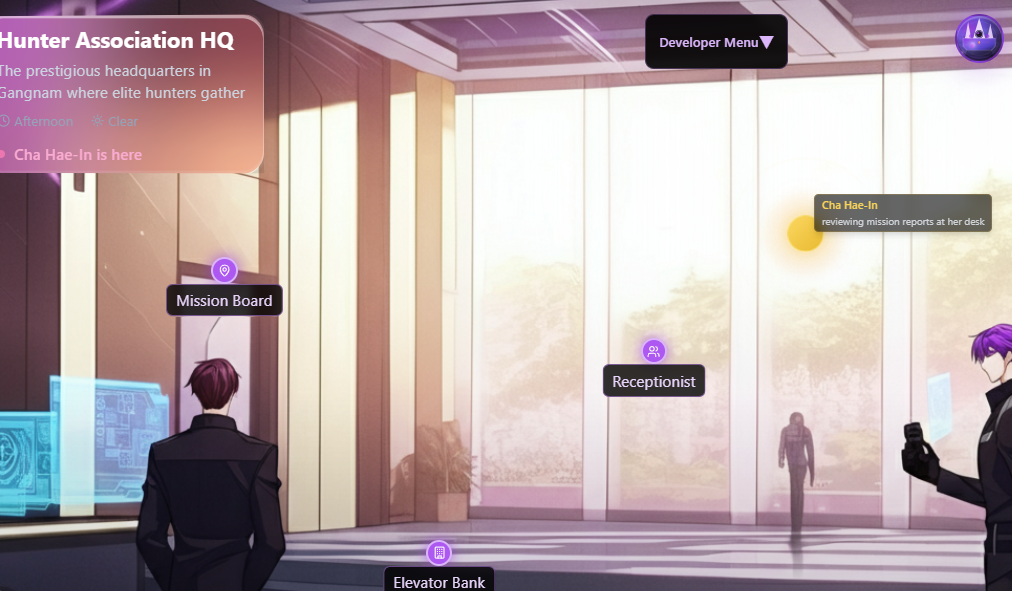 Hunter Association HQ
The prestigious headquarters in
Gangnam where elite hunters gather
Afternoon Clear
Cha Hae-In is here
Developer Menu
Cha Hae-In
reviewing mission reports at her desk
Mission Board
Receptionist
Elevator Bank